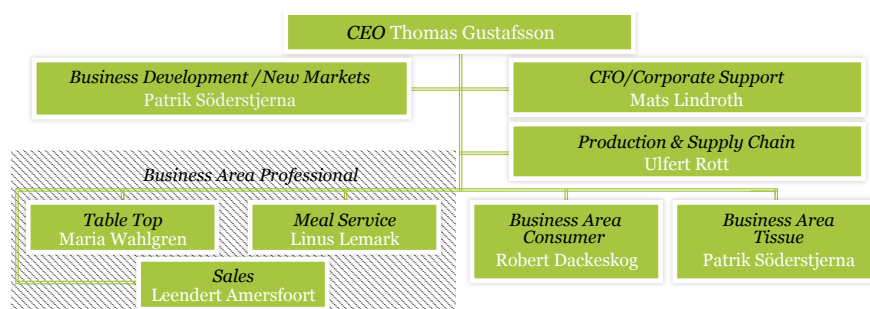 CEO Thomas Gustafsson
Business Development / New Markets
Patrik Söderstjerna
CFO/Corporate Support
Mats Lindroth
Production & Supply Chain
Ulfert Rott
Business Area Professional
Table Top
Maria Wahlgren
Meal Service
Linus Lemark
Business Area
Consumer
Robert Dackeskog
Business Area
Tissue
Patrik Söderstjerna
Sales
Leendert Amersfoort